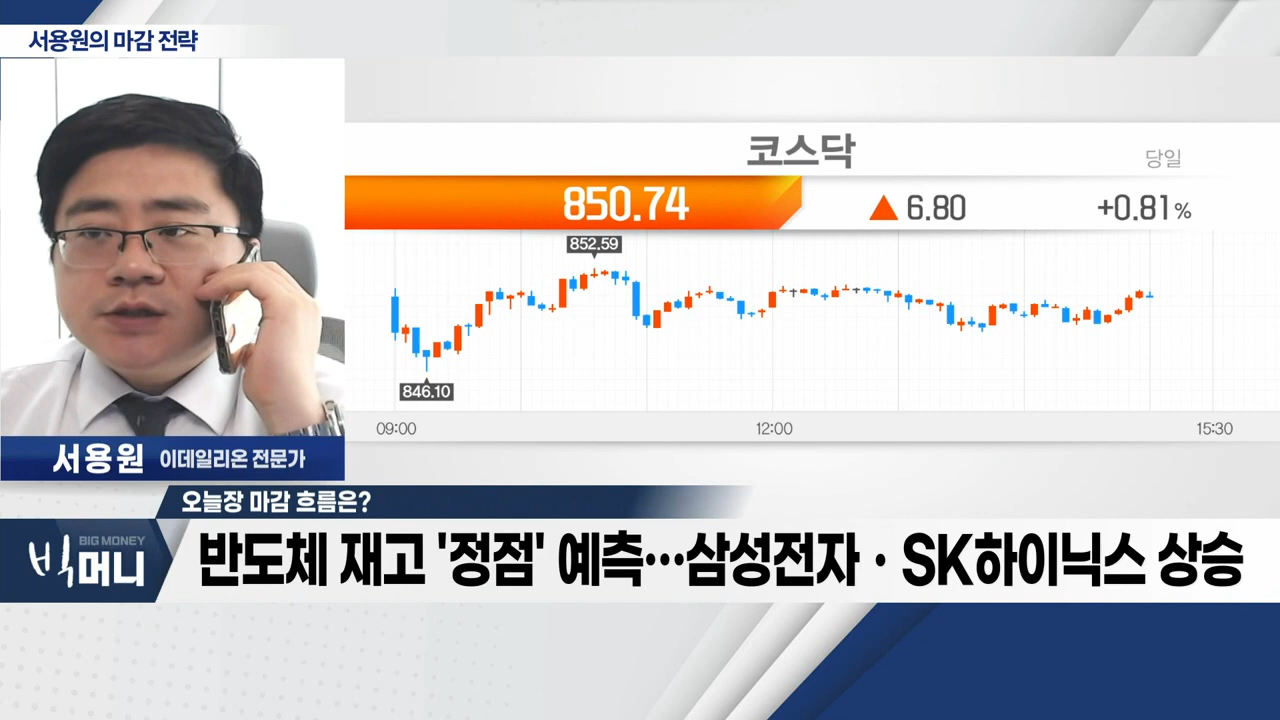 서용원의 마감 전략
코스닥
당일
850.74 ▲ 6.80 +0.81%
852.59
846.10
09:00 12:00 15:30
서용원 이데일리온 전문가
오늘장 마감 흐름은?
BIG MONEY
빅머니
반도체 재고 '정점' 예측…삼성전자·SK하이닉스 상승